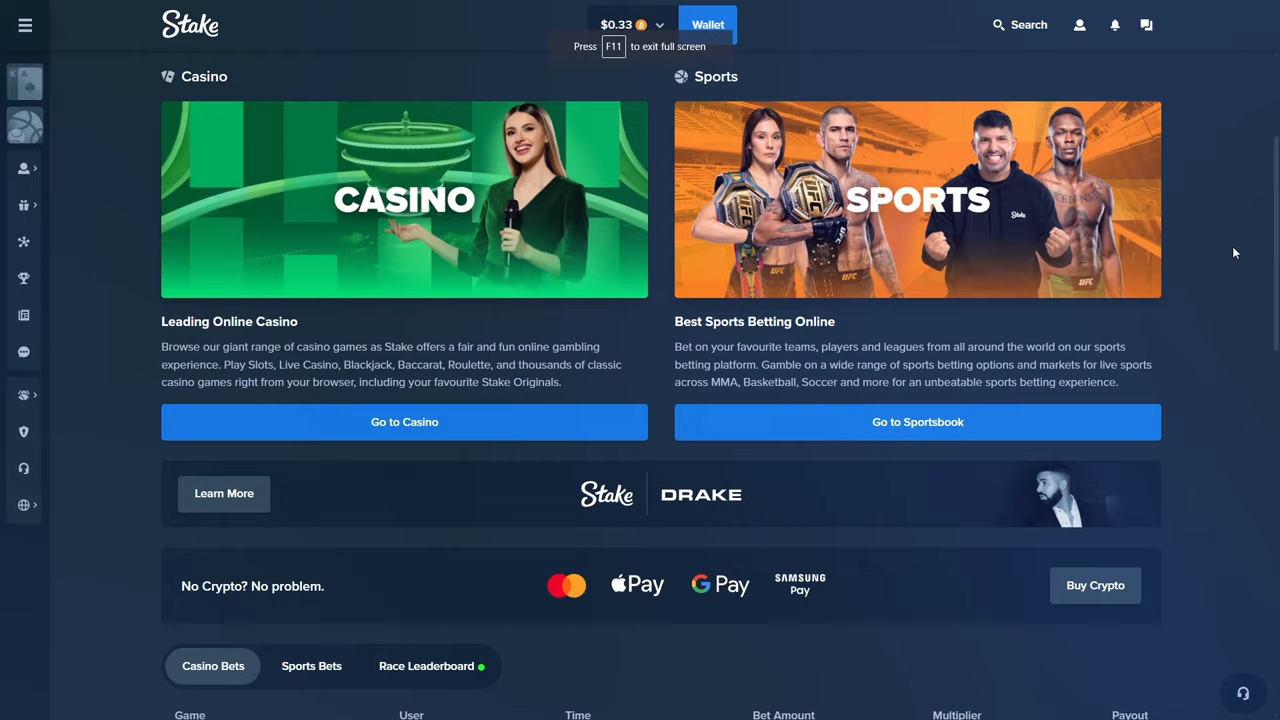 Stake
$0.33
Wallet
Search
Press F11 to exit full screen
K A
Casino
Sports
CASINO
SPORTS
UFC
UFC
UFC
UFC
Stake
UFC
Leading Online Casino
Browse our giant range of casino games as Stake offers a fair and fun online gambling
experience. Play Slots, Live Casino, Blackjack, Baccarat, Roulette, and thousands of classic
casino games right from your browser, including your favourite Stake Originals.
Go to Casino
Best Sports Betting Online
Bet on your favourite teams, players and leagues from all around the world on our sports
betting platform. Gamble on a wide range of sports betting options and markets for live sports
across MMA, Basketball, Soccer and more for an unbeatable sports betting experience.
Go to Sportsbook
Learn More
Stake
DRAKE
No Crypto? No problem.
Pay
G Pay
SAMSUNG
Pay
Buy Crypto
Casino Bets
Sports Bets
Race Leaderboard
Game
User
Time
Bet Amount
Multiplier
Payout